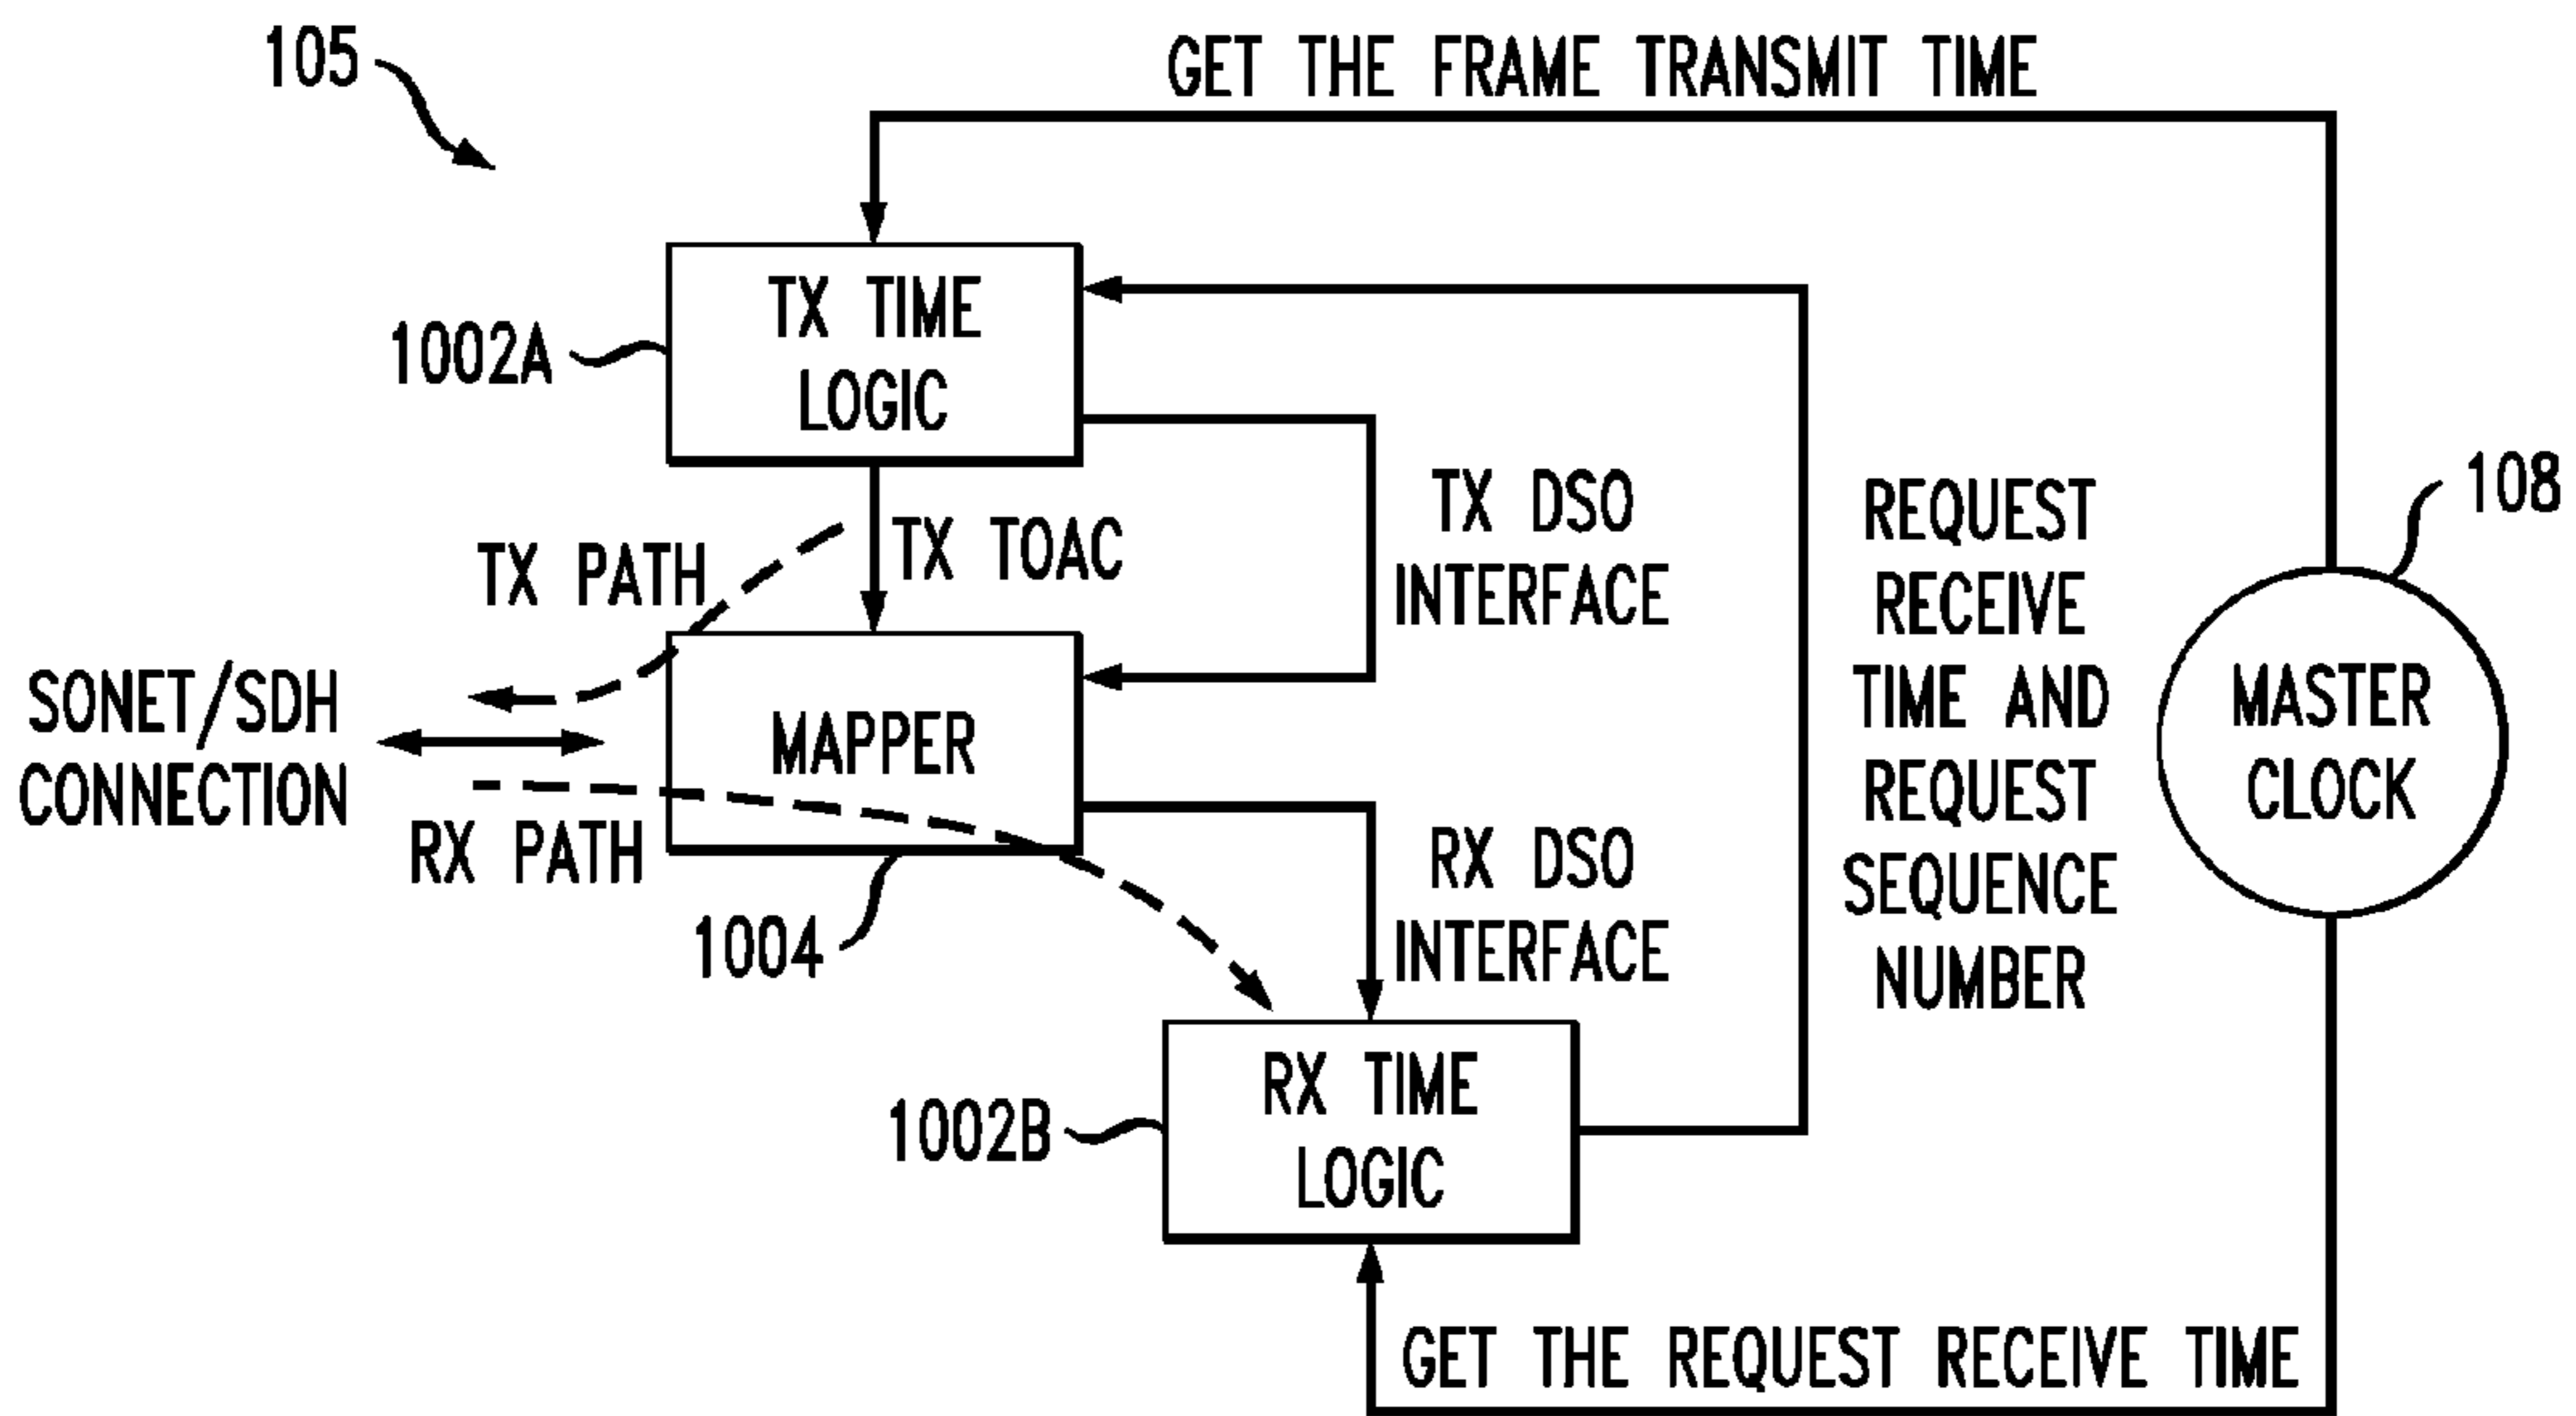 105
GET THE FRAME TRANSMIT TIME
TX TIME
LOGIC
1002A
TX PATH
TX TOAC
TX DSO
INTERFACE
REQUEST
RECEIVE
TIME AND
REQUEST
SEQUENCE
NUMBER
108
MASTER
CLOCK
SONET/SDH
CONNECTION
MAPPER
RX PATH
1004
RX DSO
INTERFACE
1002B
RX TIME
LOGIC
GET THE REQUEST RECEIVE TIME